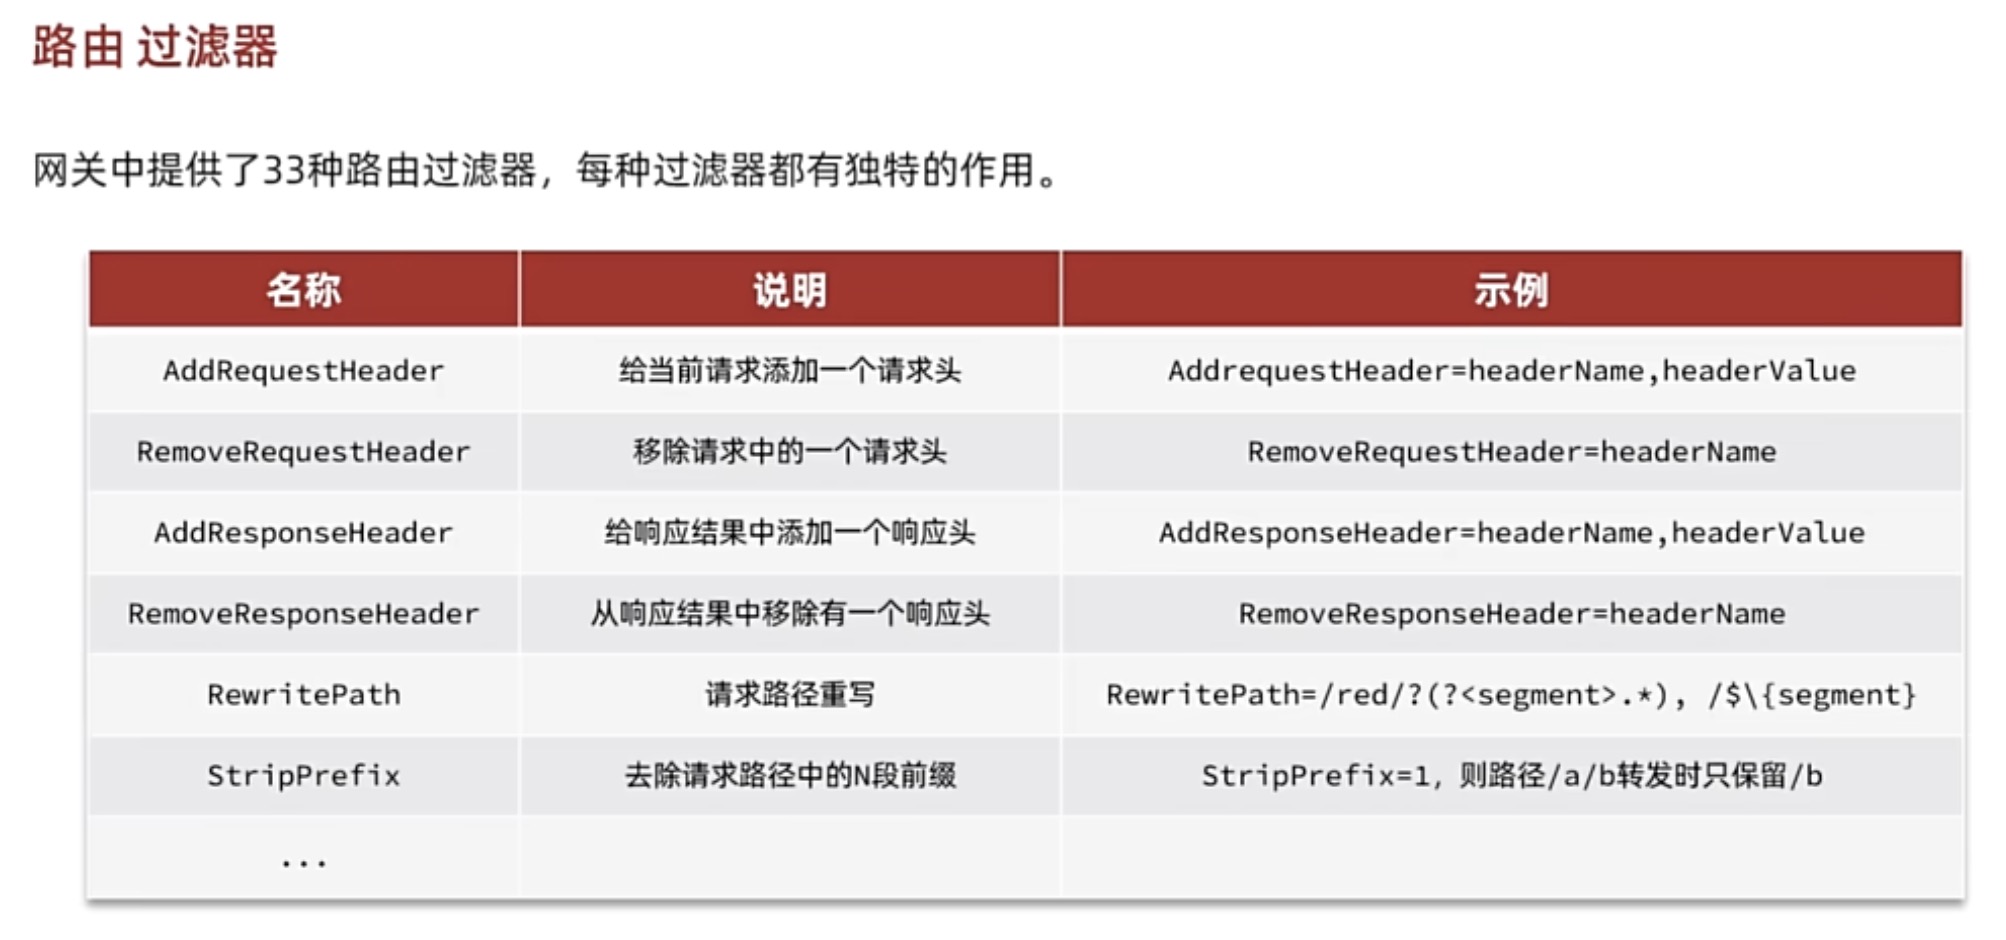 路由 过滤器
网关中提供了33种路由过滤器，每种过滤器都有独特的作用。
名称 说明 示例
AddRequestHeader 给当前请求添加一个请求头 AddrequestHeader=headerName,headerValue
RemoveRequestHeader 移除请求中的一个请求头 RemoveRequestHeader=headerName
AddResponseHeader 给响应结果中添加一个响应头 AddResponseHeader=headerName,headerValue
RemoveResponseHeader 从响应结果中移除有一个响应头 RemoveResponseHeader=headerName
RewritePath 请求路径重写 RewritePath=/red/?(?<segment>.*), /$\{segment}
StripPrefix 去除请求路径中的N段前缀 StripPrefix=1，则路径/a/b转发时只保留/b
...